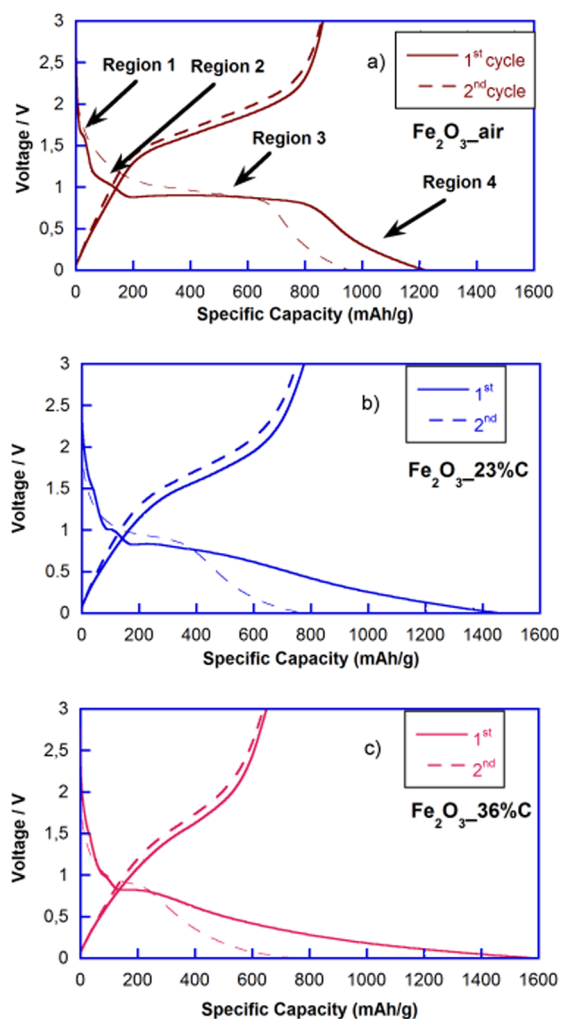 3
2,5
2
1,5
1
0,5
0
Voltage / V
Region 1
Region 2
Region 3
Region 4
a)
1st cycle
2nd cycle
Fe₂O₃_air
0 200 400 600 800 1000 1200 1400 1600
Specific Capacity (mAh/g)
3
2,5
2
1,5
1
0,5
0
Voltage / V
b)
1st
2nd
Fe₂O₃_23%C
0 200 400 600 800 1000 1200 1400 1600
Specific Capacity (mAh/g)
3
2,5
2
1,5
1
0,5
0
Voltage / V
c)
1st
2nd
Fe₂O₃_36%C
0 200 400 600 800 1000 1200 1400 1600
Specific Capacity (mAh/g)